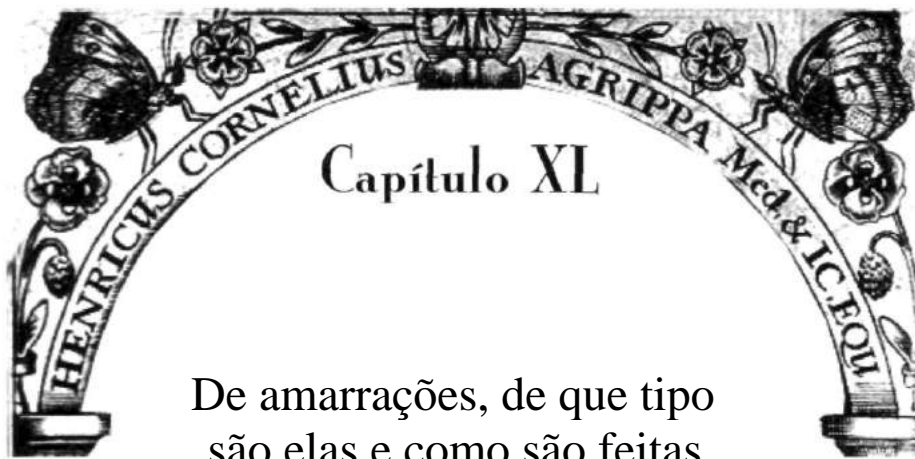 HENRICUS CORNELIUS AGRIPPA Med. & IC. EQU
Capítulo XL
De amarrações, de que tipo
são elas e como são feitas